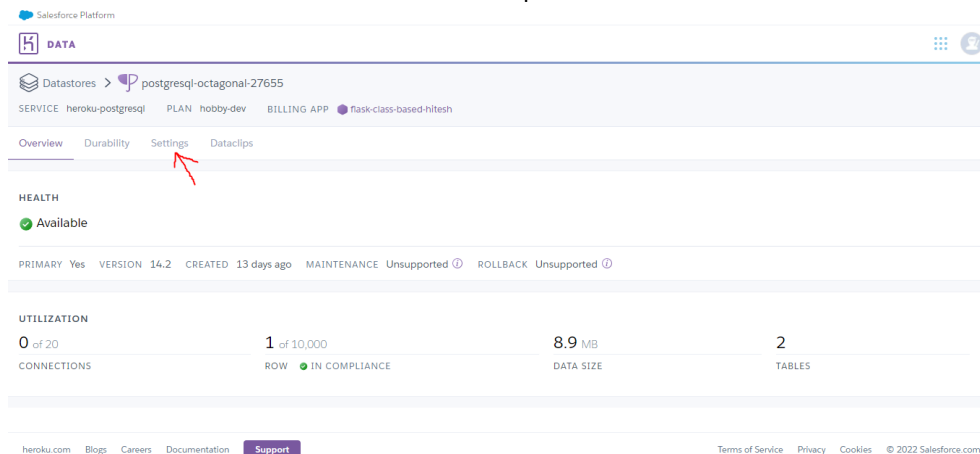 Salesforce Platform
DATA
Datastores > postgresql-octagonal-27655
SERVICE heroku-postgresql PLAN hobby-dev BILLING APP flask-class-based-hitesh
Overview Durability Settings Dataclips
HEALTH
Available
PRIMARY Yes VERSION 14.2 CREATED 13 days ago MAINTENANCE Unsupported ROLLBACK Unsupported
UTILIZATION
0 of 20 1 of 10,000 8.9 MB 2
CONNECTIONS ROW IN COMPLIANCE DATA SIZE TABLES
heroku.com Blogs Careers Documentation Support Terms of Service Privacy Cookies © 2022 Salesforce.com